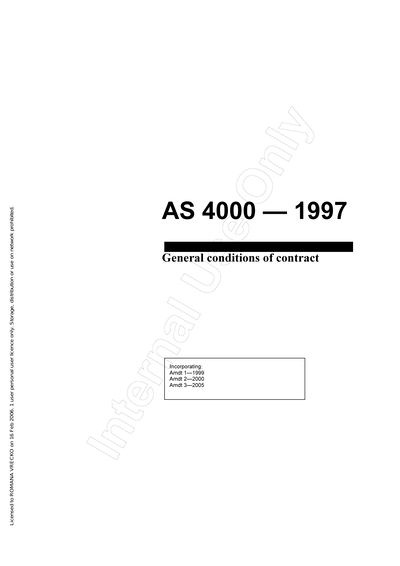 AS 4000 — 1997
General conditions of contract
Incorporating:
Amdt 1—1999
Amdt 2—2000
Amdt 3—2005
Internal Use Only
Licensed to ROMANA VRECKO on 16 Feb 2006. 1 user personal user licence only. Storage, distribution or use on network prohibited.